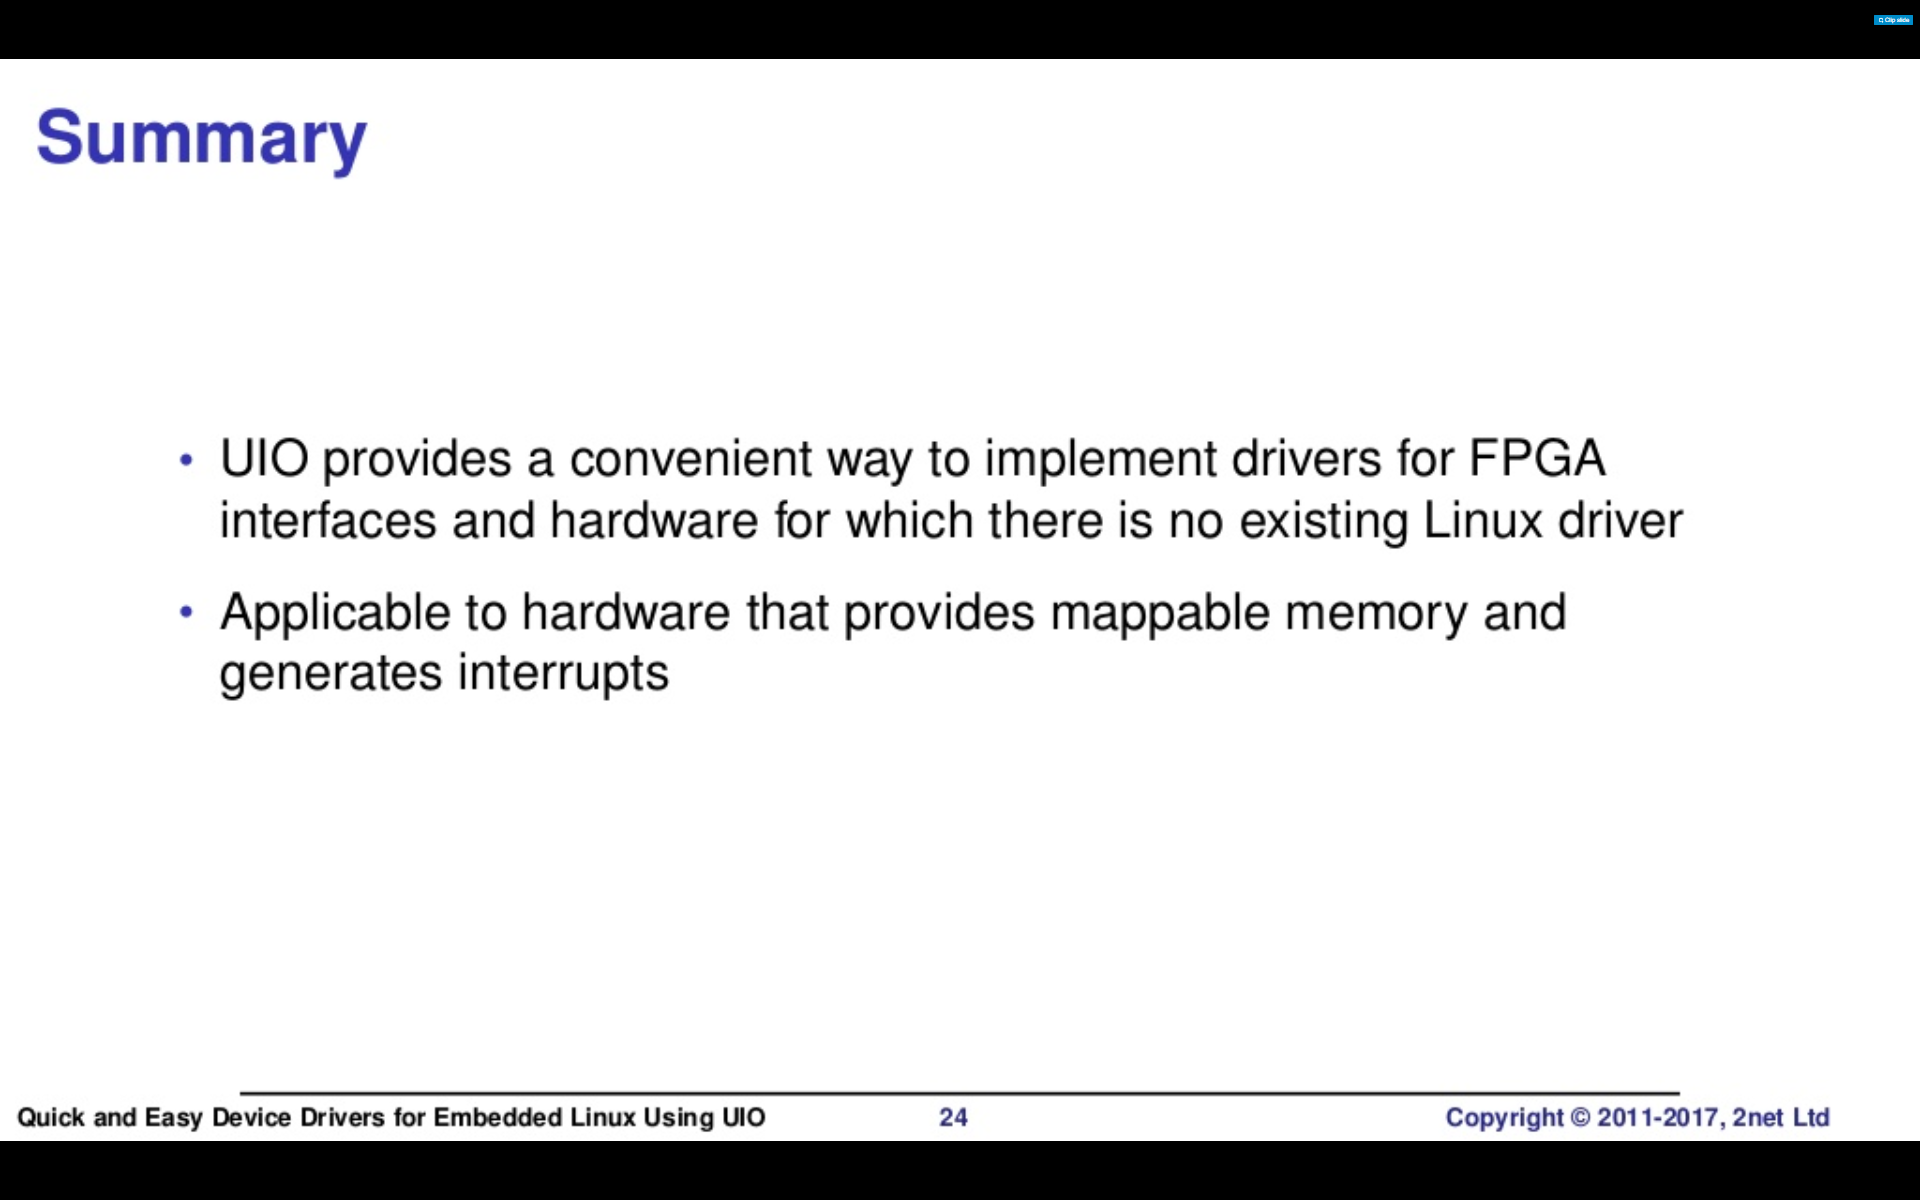 Clip slide
Summary
• UIO provides a convenient way to implement drivers for FPGA
interfaces and hardware for which there is no existing Linux driver
• Applicable to hardware that provides mappable memory and
generates interrupts
Quick and Easy Device Drivers for Embedded Linux Using UIO 24 Copyright © 2011-2017, 2net Ltd